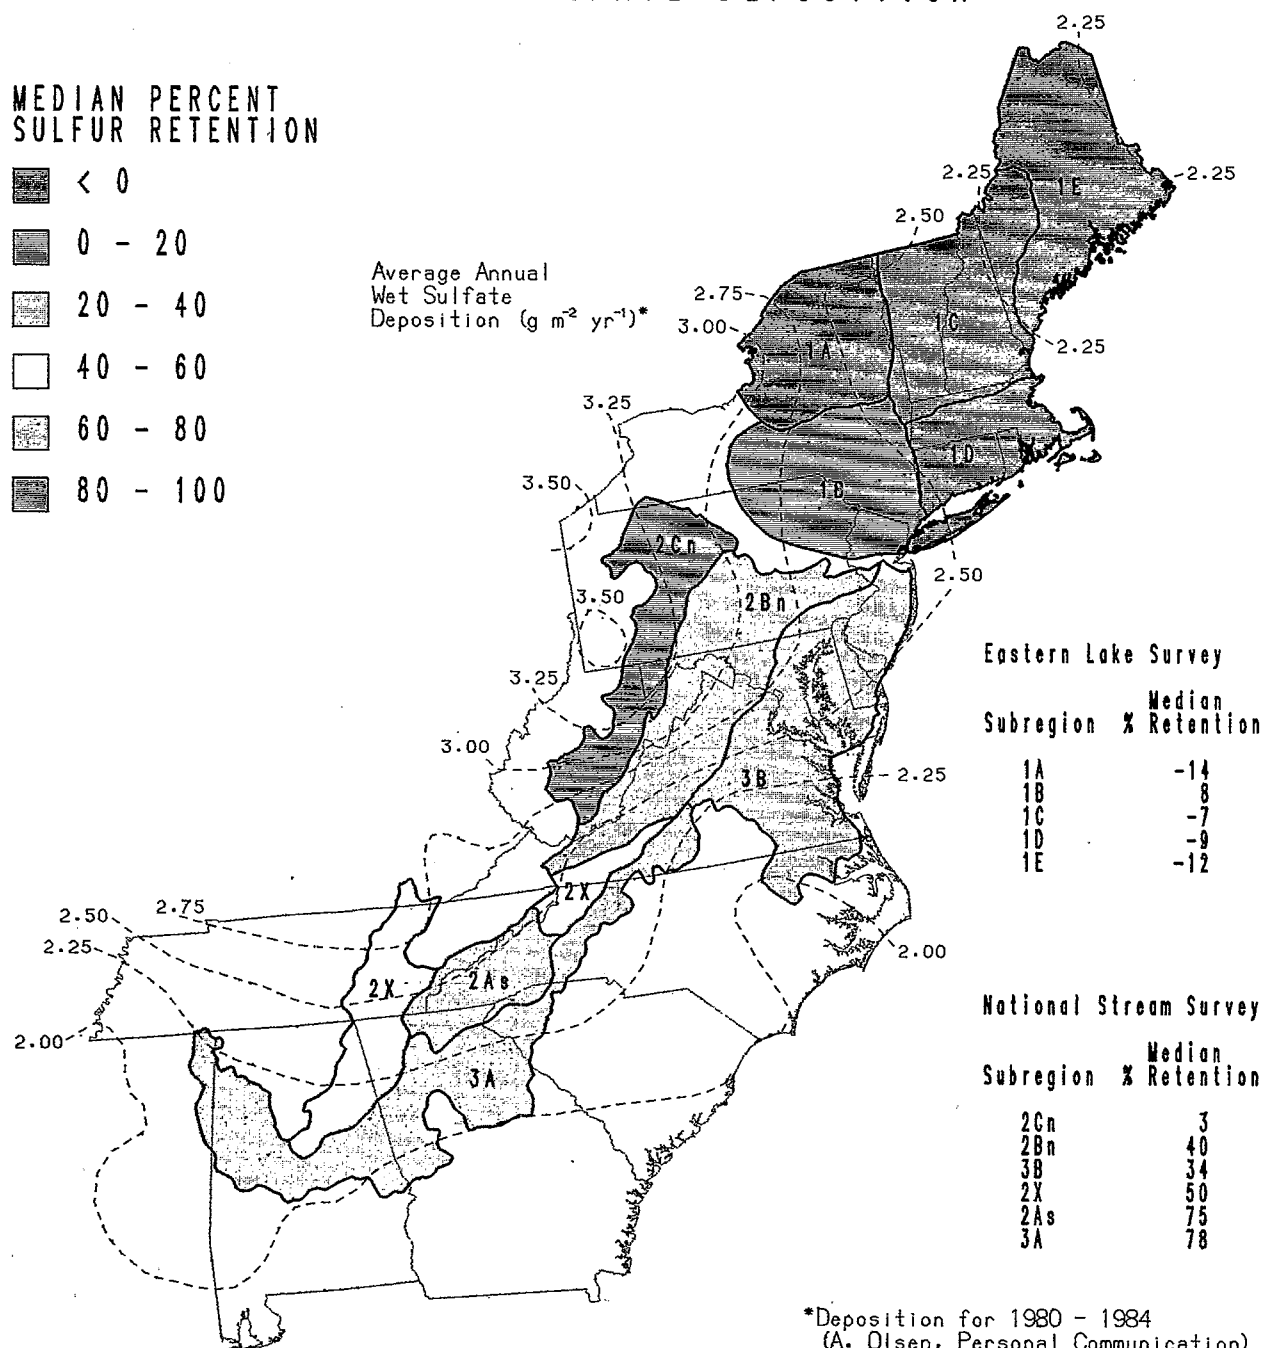 MEDIAN PERCENT
SULFUR RETENTION
< 0
0 - 20
20 - 40
40 - 60
60 - 80
80 - 100
Average Annual
Wet Sulfate
Deposition (g m⁻² yr⁻¹)*
2.25
2.25
2.25
2.50
2.75
3.00
2.25
3.25
3.50
3.50
2.50
3.25
3.00
2.25
2.75
2.50
2.25
2.00
2.00
1E
1C
1A
1D
1B
2Cn
2Bn
3B
2X
2As
2X
3A
Eastern Lake Survey
Median
Subregion % Retention
1A -14
1B 8
1C -7
1D -9
1E -12
National Stream Survey
Median
Subregion % Retention
2Cn 3
2Bn 40
3B 34
2X 50
2As 75
3A 78
*Deposition for 1980 - 1984
(A. Olsen, Personal Communication)